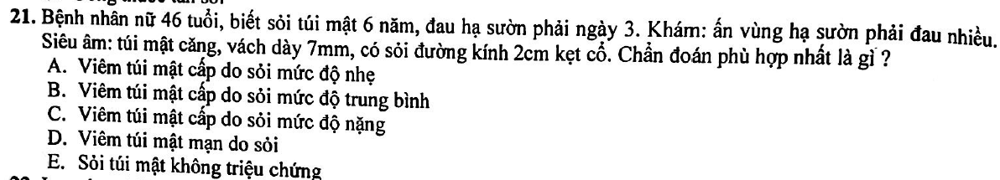 21. Bệnh nhân nữ 46 tuổi, biết sỏi túi mật 6 năm, đau hạ sườn phải ngày 3. Khám: ấn vùng hạ sườn phải đau nhiều.
Siêu âm: túi mật căng, vách dày 7mm, có sỏi đường kính 2cm kẹt cổ. Chẩn đoán phù hợp nhất là gì ?
A. Viêm túi mật cấp do sỏi mức độ nhẹ
B. Viêm túi mật cấp do sỏi mức độ trung bình
C. Viêm túi mật cấp do sỏi mức độ nặng
D. Viêm túi mật mạn do sỏi
E. Sỏi túi mật không triệu chứng